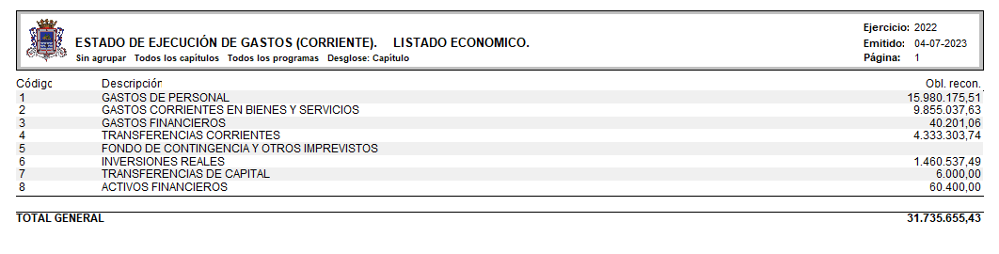 Ejercicio: 2022
ESTADO DE EJECUCIÓN DE GASTOS (CORRIENTE). LISTADO ECONOMICO.
Emitido: 04-07-2023
Sin agrupar Todos los capítulos Todos los programas Desglose: Capítulo
Página: 1
Código Descripción Obl. recon.
1 GASTOS DE PERSONAL 15.980.175,51
2 GASTOS CORRIENTES EN BIENES Y SERVICIOS 9.855.037,63
3 GASTOS FINANCIEROS 40.201,06
4 TRANSFERENCIAS CORRIENTES 4.333.303,74
5 FONDO DE CONTINGENCIA Y OTROS IMPREVISTOS
6 INVERSIONES REALES 1.460.537,49
7 TRANSFERENCIAS DE CAPITAL 6.000,00
8 ACTIVOS FINANCIEROS 60.400,00
TOTAL GENERAL 31.735.655,43